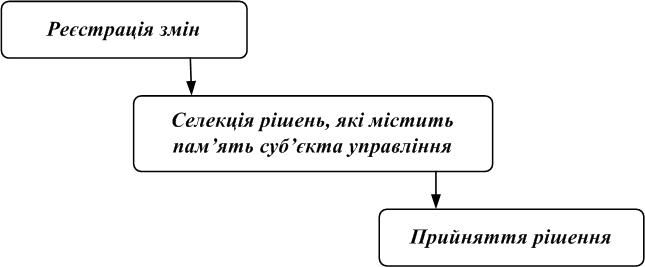 Реєстрація змін
Селекція рішень, які містить
пам’ять суб’єкта управління
Прийняття рішення